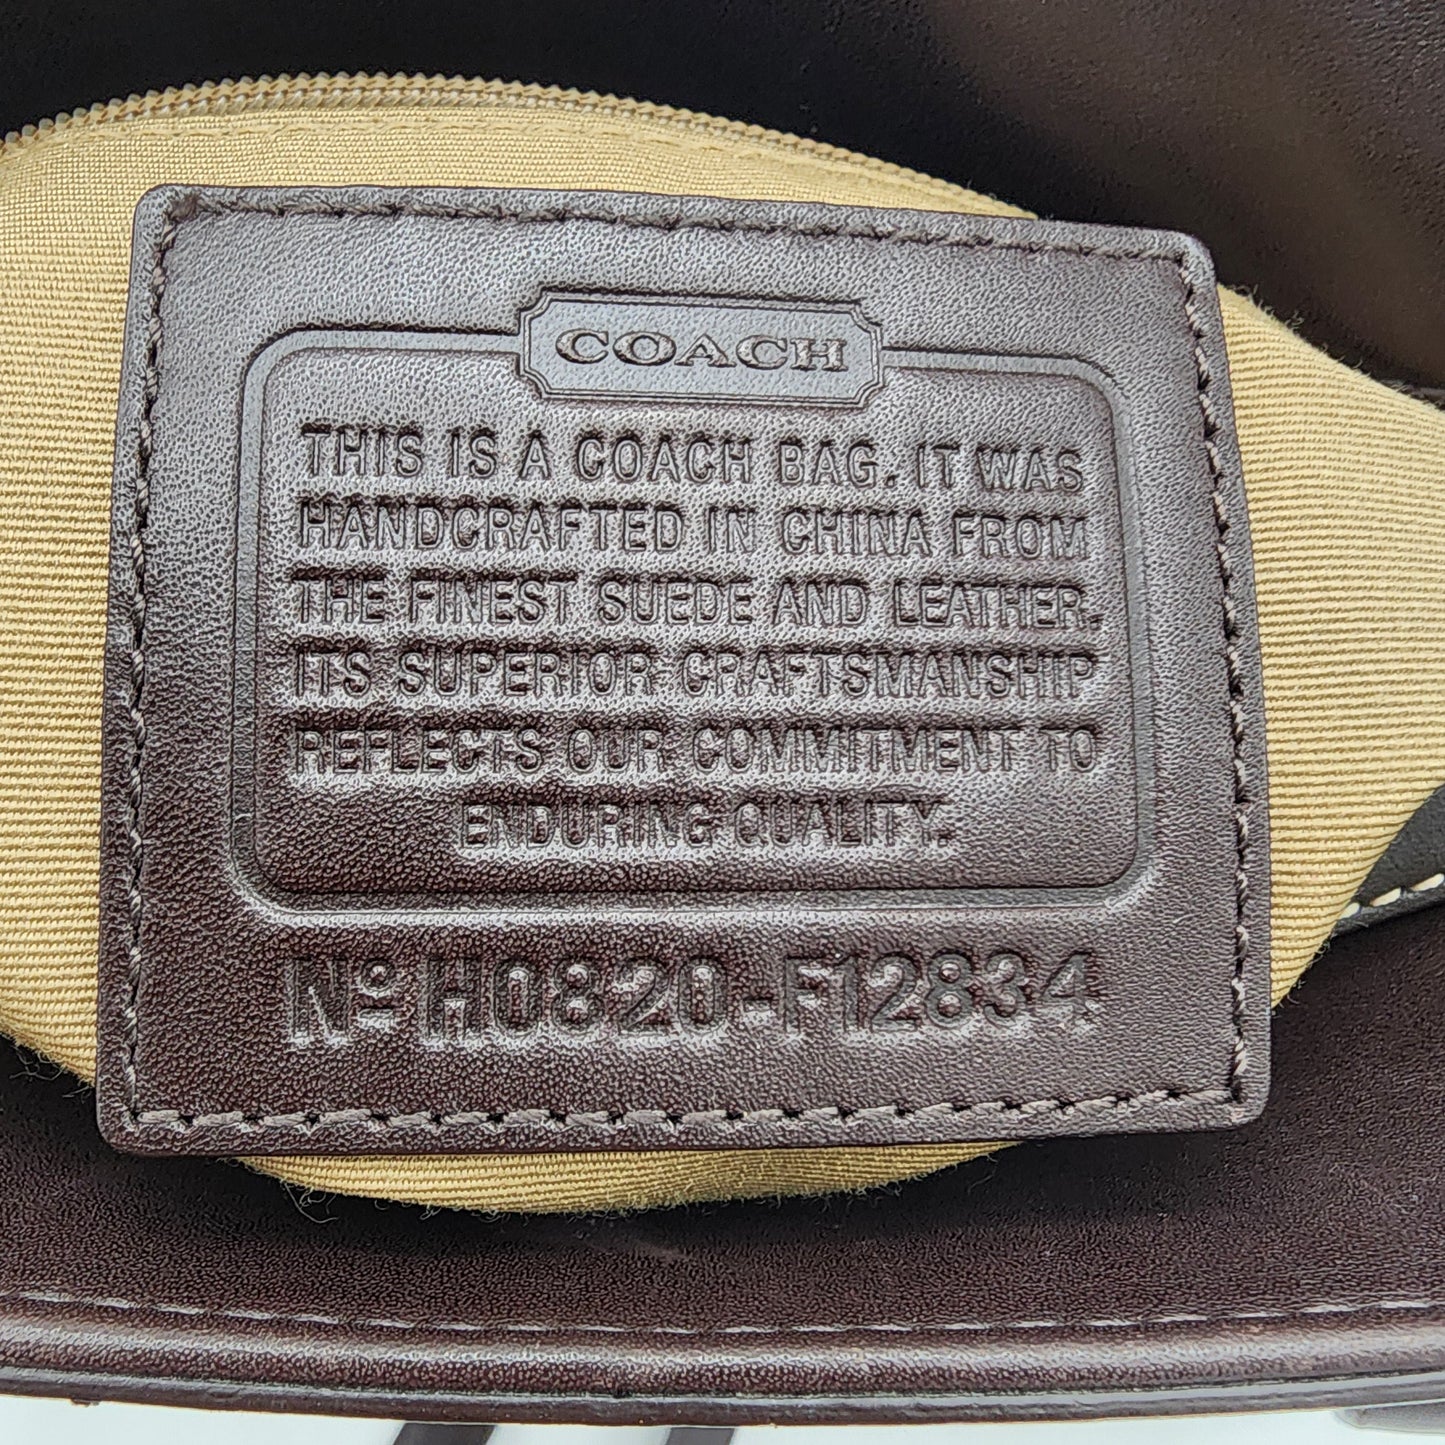 COACH
THIS IS A COACH BAG. IT WAS
HANDCRAFTED IN CHINA FROM
THE FINEST SUEDE AND LEATHER.
ITS SUPERIOR CRAFTSMANSHIP
REFLECTS OUR COMMITMENT TO
ENDURING QUALITY.
Nº H0820-F12834